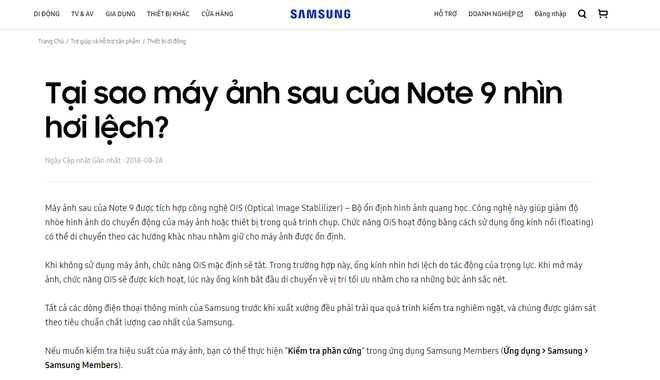 DI ĐỘNG TV & AV GIA DỤNG THIẾT BỊ KHÁC CỬA HÀNG SAMSUNG HỖ TRỢ DOANH NGHIỆP Đăng nhập
Trang Chủ / Trợ giúp và hỗ trợ sản phẩm / Thiết bị di động
Tại sao máy ảnh sau của Note 9 nhìn
hơi lệch?
Ngày Cập nhật Gần nhất : 2018-08-24
Máy ảnh sau của Note 9 được tích hợp công nghệ OIS (Optical Image Stablilizer) – Bộ ổn định hình ảnh quang học. Công nghệ này giúp giảm độ
nhòe hình ảnh do chuyển động của máy ảnh hoặc thiết bị trong quá trình chụp. Chức năng OIS hoạt động bằng cách sử dụng ống kính nổi (floating)
có thể di chuyển theo các hướng khác nhau nhằm giữ cho máy ảnh được ổn định.
Khi không sử dụng máy ảnh, chức năng OIS mặc định sẽ tắt. Trong trường hợp này, ống kính nhìn hơi lệch do tác động của trọng lực. Khi mở máy
ảnh, chức năng OIS sẽ được kích hoạt, lúc này ống kính bắt đầu di chuyển về vị trí tối ưu nhằm cho ra những bức ảnh sắc nét.
Tất cả các dòng điện thoại thông minh của Samsung trước khi xuất xưởng đều phải trải qua quá trình kiểm tra nghiêm ngặt, và chúng được giám sát
theo tiêu chuẩn chất lượng cao nhất của Samsung.
Nếu muốn kiểm tra hiệu suất của máy ảnh, bạn có thể thực hiện "Kiểm tra phần cứng" trong ứng dụng Samsung Members (Ứng dụng > Samsung >
Samsung Members).